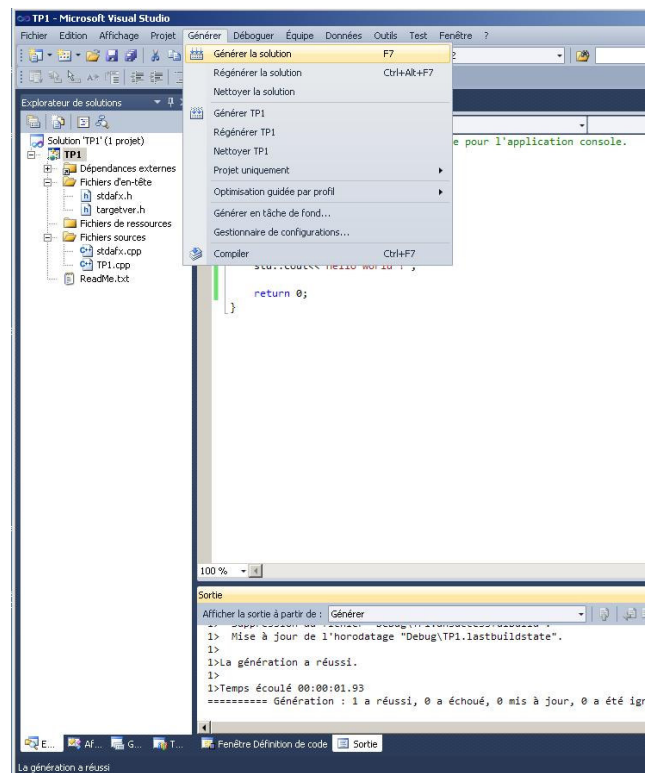 TP1 - Microsoft Visual Studio
Fichier Edition Affichage Projet Générer Déboguer Équipe Données Outils Test Fenêtre ?
Générer la solution F7
Régénérer la solution Ctrl+Alt+F7
Nettoyer la solution
Générer TP1
Régénérer TP1
Nettoyer TP1
Projet uniquement
Optimisation guidée par profil
Générer en tâche de fond...
Gestionnaire de configurations...
Compiler Ctrl+F7
Explorateur de solutions
Solution 'TP1' (1 projet)
TP1
Dépendances externes
Fichiers d'en-tête
stdafx.h
targetver.h
Fichiers de ressources
Fichiers sources
stdafx.cpp
TP1.cpp
ReadMe.txt
e pour l'application console.
std::cout<< "Hello World !";
return 0;
}
100 %
Sortie
Afficher la sortie à partir de : Générer
1> Mise à jour de l'horodatage "Debug\TP1.lastbuildstate".
1>
1>La génération a réussi.
1>
1>Temps écoulé 00:00:01.93
========== Génération : 1 a réussi, 0 a échoué, 0 mis à jour, 0 a été ign
E... Af... G... T... Fenêtre Définition de code Sortie
La génération a réussi